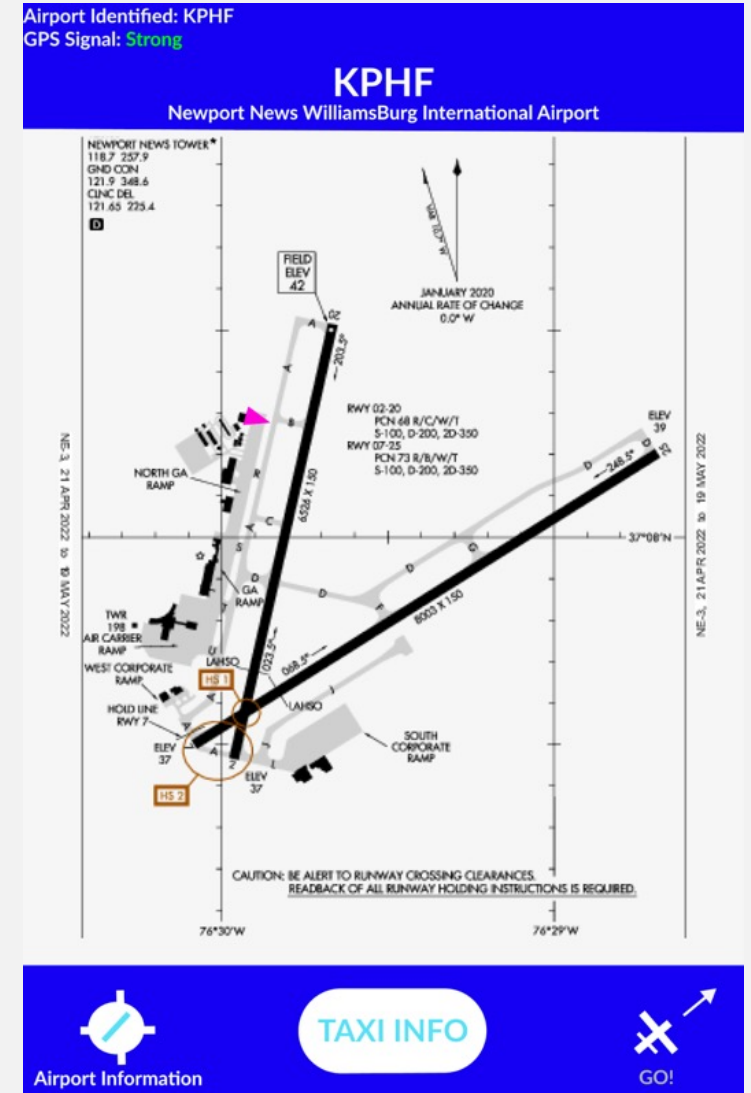 Airport Identified: KPHF
GPS Signal: Strong
KPHF
Newport News WilliamsBurg International Airport
NEWPORT NEWS TOWER*
118.7 257.9
GND CON
121.9 348.6
CLNC DEL
121.65 225.4
D
JANUARY 2020
ANNUAL RATE OF CHANGE
0.0° W
FIELD
ELEV
42
A
20
203.5°
A
B
RWY 02-20
PCN 68 R/C/W/T
S-100, D-200, 2D-350
RWY 07-25
PCN 73 R/B/W/T
S-100, D-200, 2D-350
ELEV
39
D
25
D
248.5°
NORTH GA
RAMP
R
6526 X 150
A
C
S
37°08'N
G
D
D
D
F
8003 X 150
GA
RAMP
T
TWR
198
AIR CARRIER
RAMP
U
LAHSO
023.5°
068.5°
WEST CORPORATE
RAMP
HS 1
LAHSO
J
HOLD LINE
RWY 7
A
A
SOUTH
CORPORATE
RAMP
ELEV
37
7
A
2
J
L
ELEV
37
HS 2
CAUTION: BE ALERT TO RUNWAY CROSSING CLEARANCES.
READBACK OF ALL RUNWAY HOLDING INSTRUCTIONS IS REQUIRED.
76°30'W
76°29'W
NE-3, 21 APR 2022 to 19 MAY 2022
NE-3, 21 APR 2022 to 19 MAY 2022
Airport Information
TAXI INFO
GO!